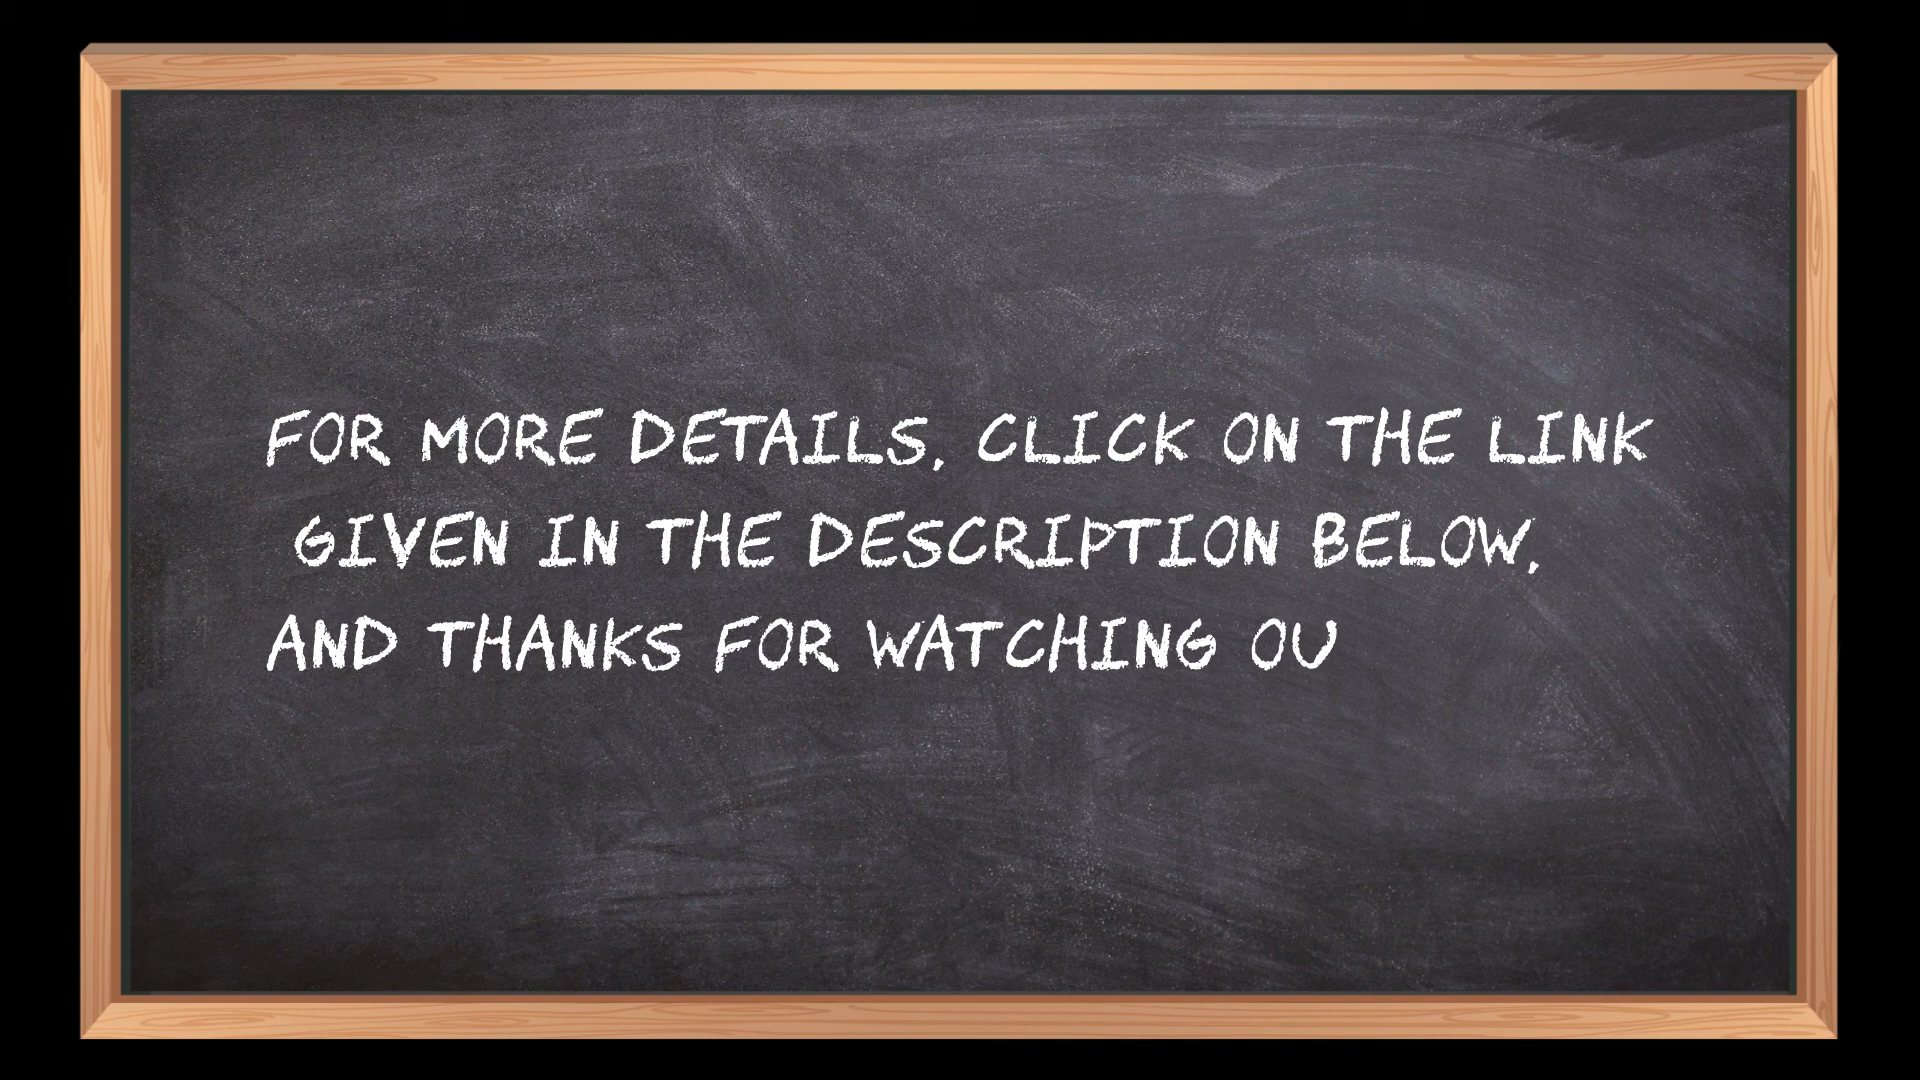 FOR MORE DETAILS, CLICK ON THE LINK
GIVEN IN THE DESCRIPTION BELOW,
AND THANKS FOR WATCHING OU